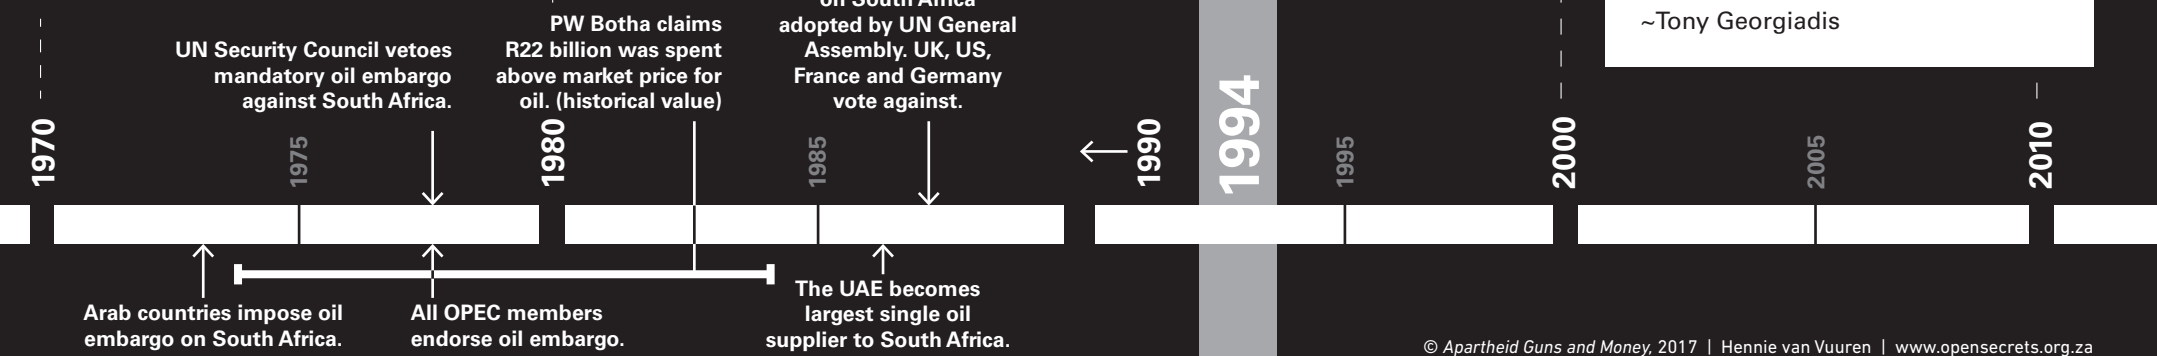 PW Botha claims
R22 billion was spent
above market price for
oil. (historical value)
UN Security Council vetoes
mandatory oil embargo
against South Africa.
on South Africa
adopted by UN General
Assembly. UK, US,
France and Germany
vote against.
~Tony Georgiadis
1970
1975
1980
1985
1990
1994
1995
2000
2005
2010
Arab countries impose oil
embargo on South Africa.
All OPEC members
endorse oil embargo.
The UAE becomes
largest single oil
supplier to South Africa.
© Apartheid Guns and Money, 2017 | Hennie van Vuuren | www.opensecrets.org.za